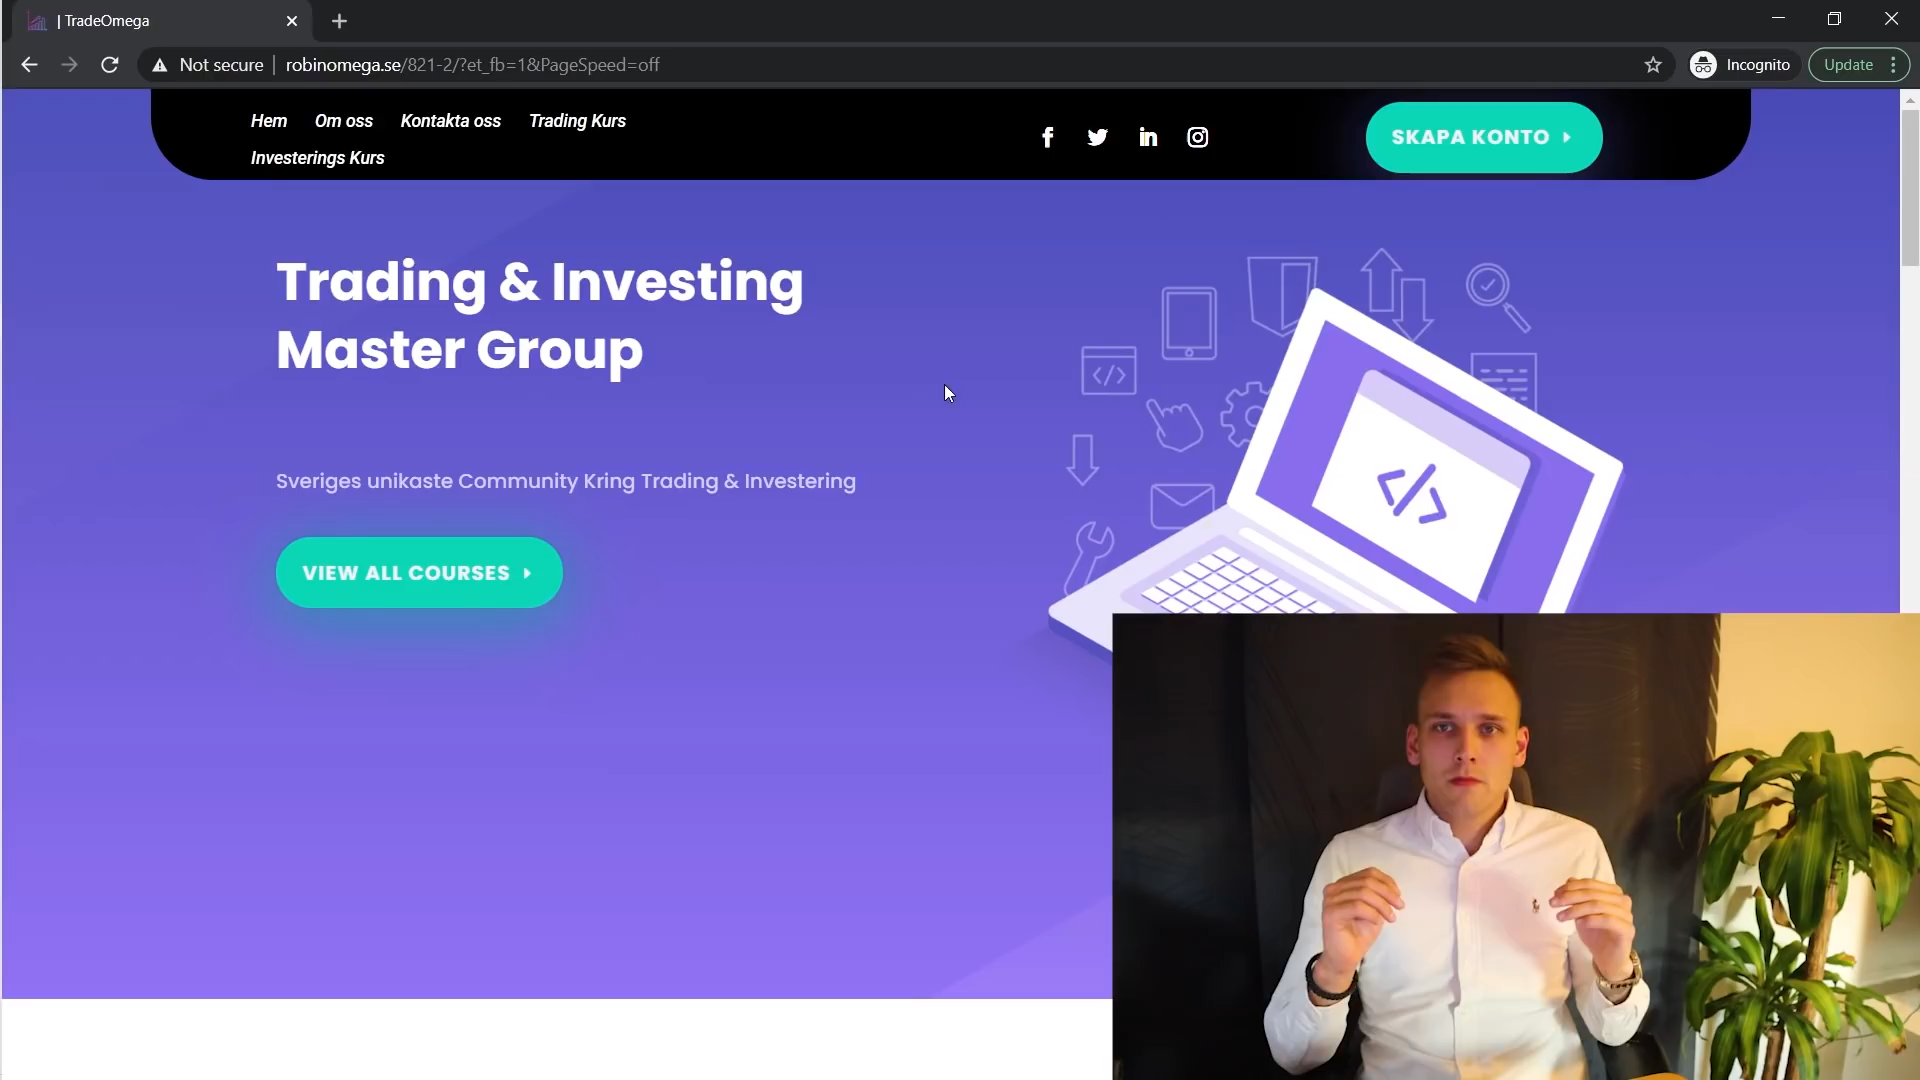 | TradeOmega
Not secure
robinomega.se/821-2/?et_fb=1&PageSpeed=off
Incognito
Update
Hem
Om oss
Kontakta oss
Trading Kurs
Investerings Kurs
SKAPA KONTO
Trading & Investing
Master Group
Sveriges unikaste Community Kring Trading & Investering
VIEW ALL COURSES